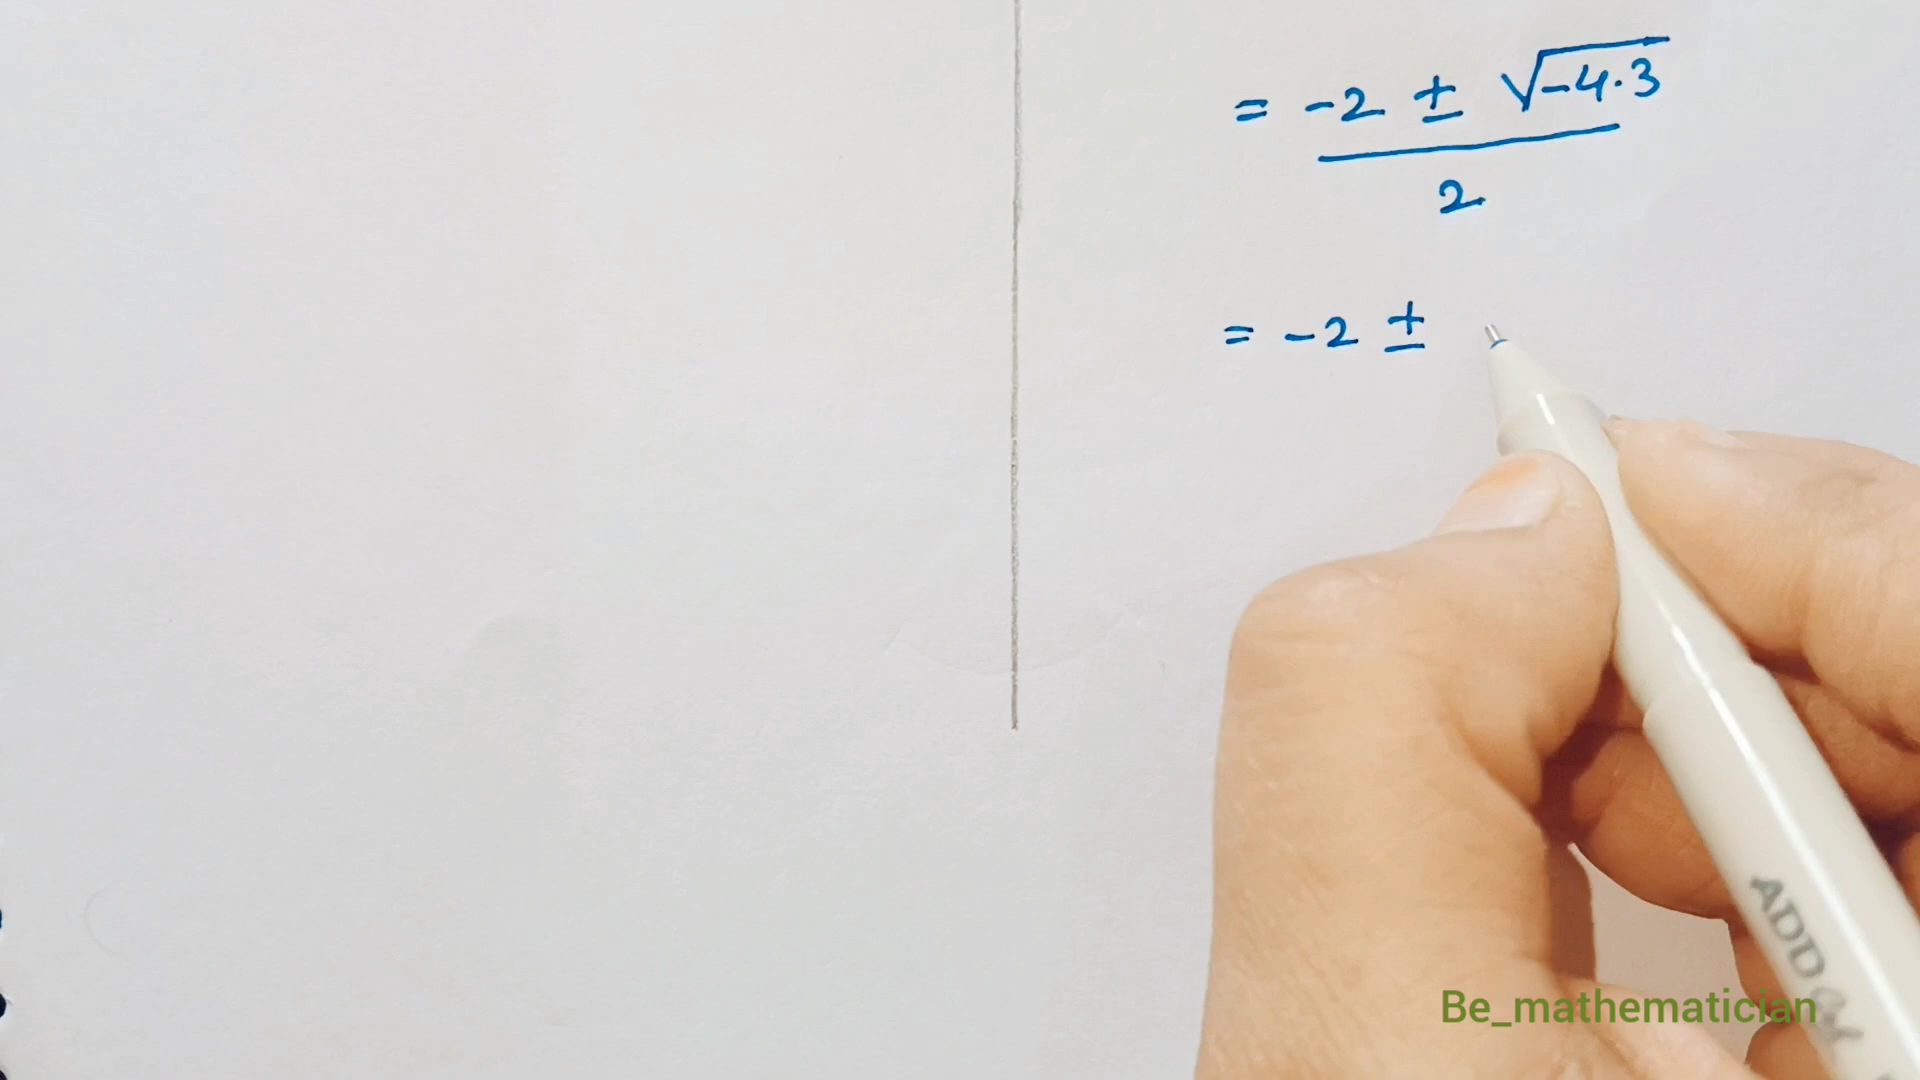 = -2 ± √-4.3
2
= -2 ±
ADD
Be_mathematician